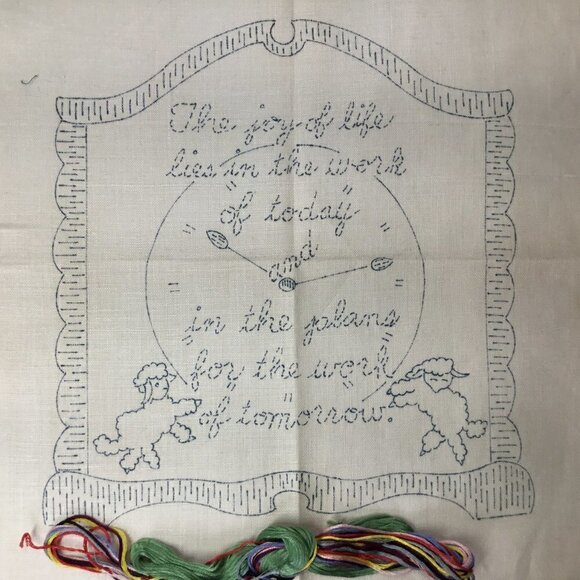 The joy of life
lies in the work
of today
and
in the plans
for the work
of tomorrow.